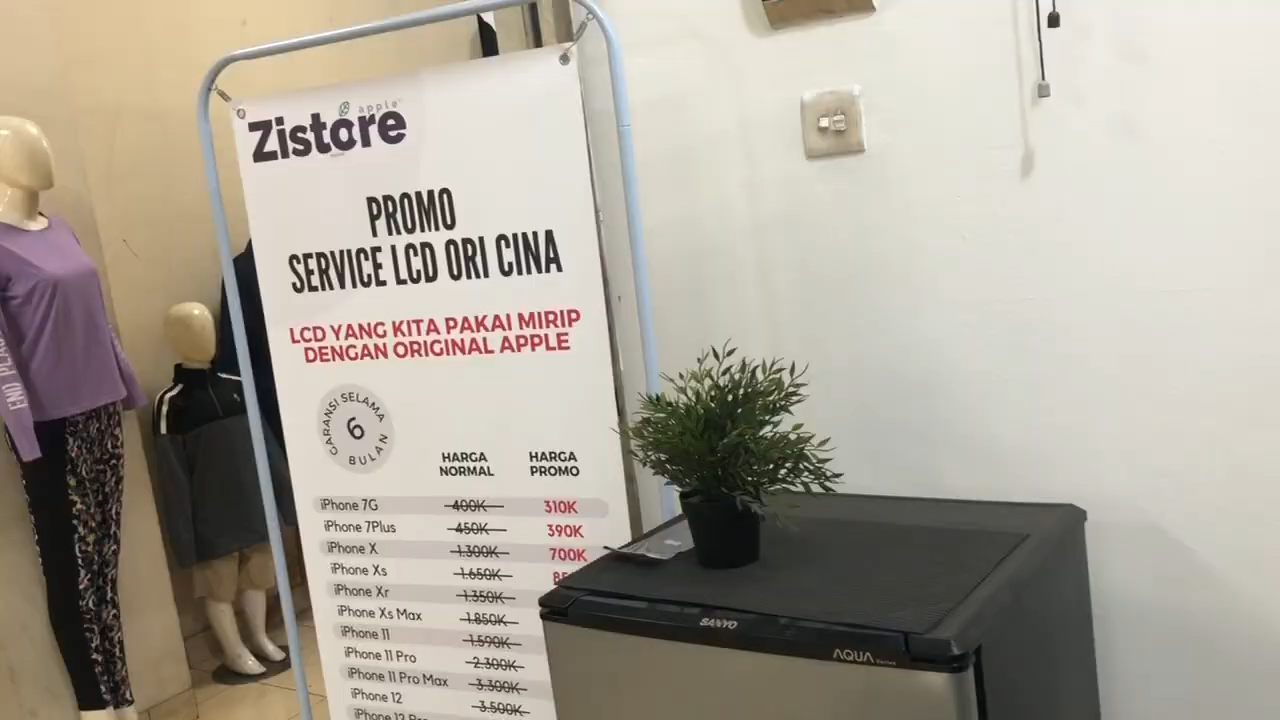 apple
Zistore
PROMO
SERVICE LCD ORI CINA
LCD YANG KITA PAKAI MIRIP
DENGAN ORIGINAL APPLE
GARANSI SELAMA
6
BULAN
HARGA NORMAL HARGA PROMO
iPhone 7G 400K 310K
iPhone 7Plus 450K 390K
iPhone X 1.300K 700K
iPhone Xs 1.650K
iPhone Xr 1.350K
iPhone Xs Max 1.850K
iPhone 11 1.590K
iPhone 11 Pro 2.300K
iPhone 11 Pro Max 3.300K
iPhone 12 3.500K
iPhone 12
SANYO
AQUA Series